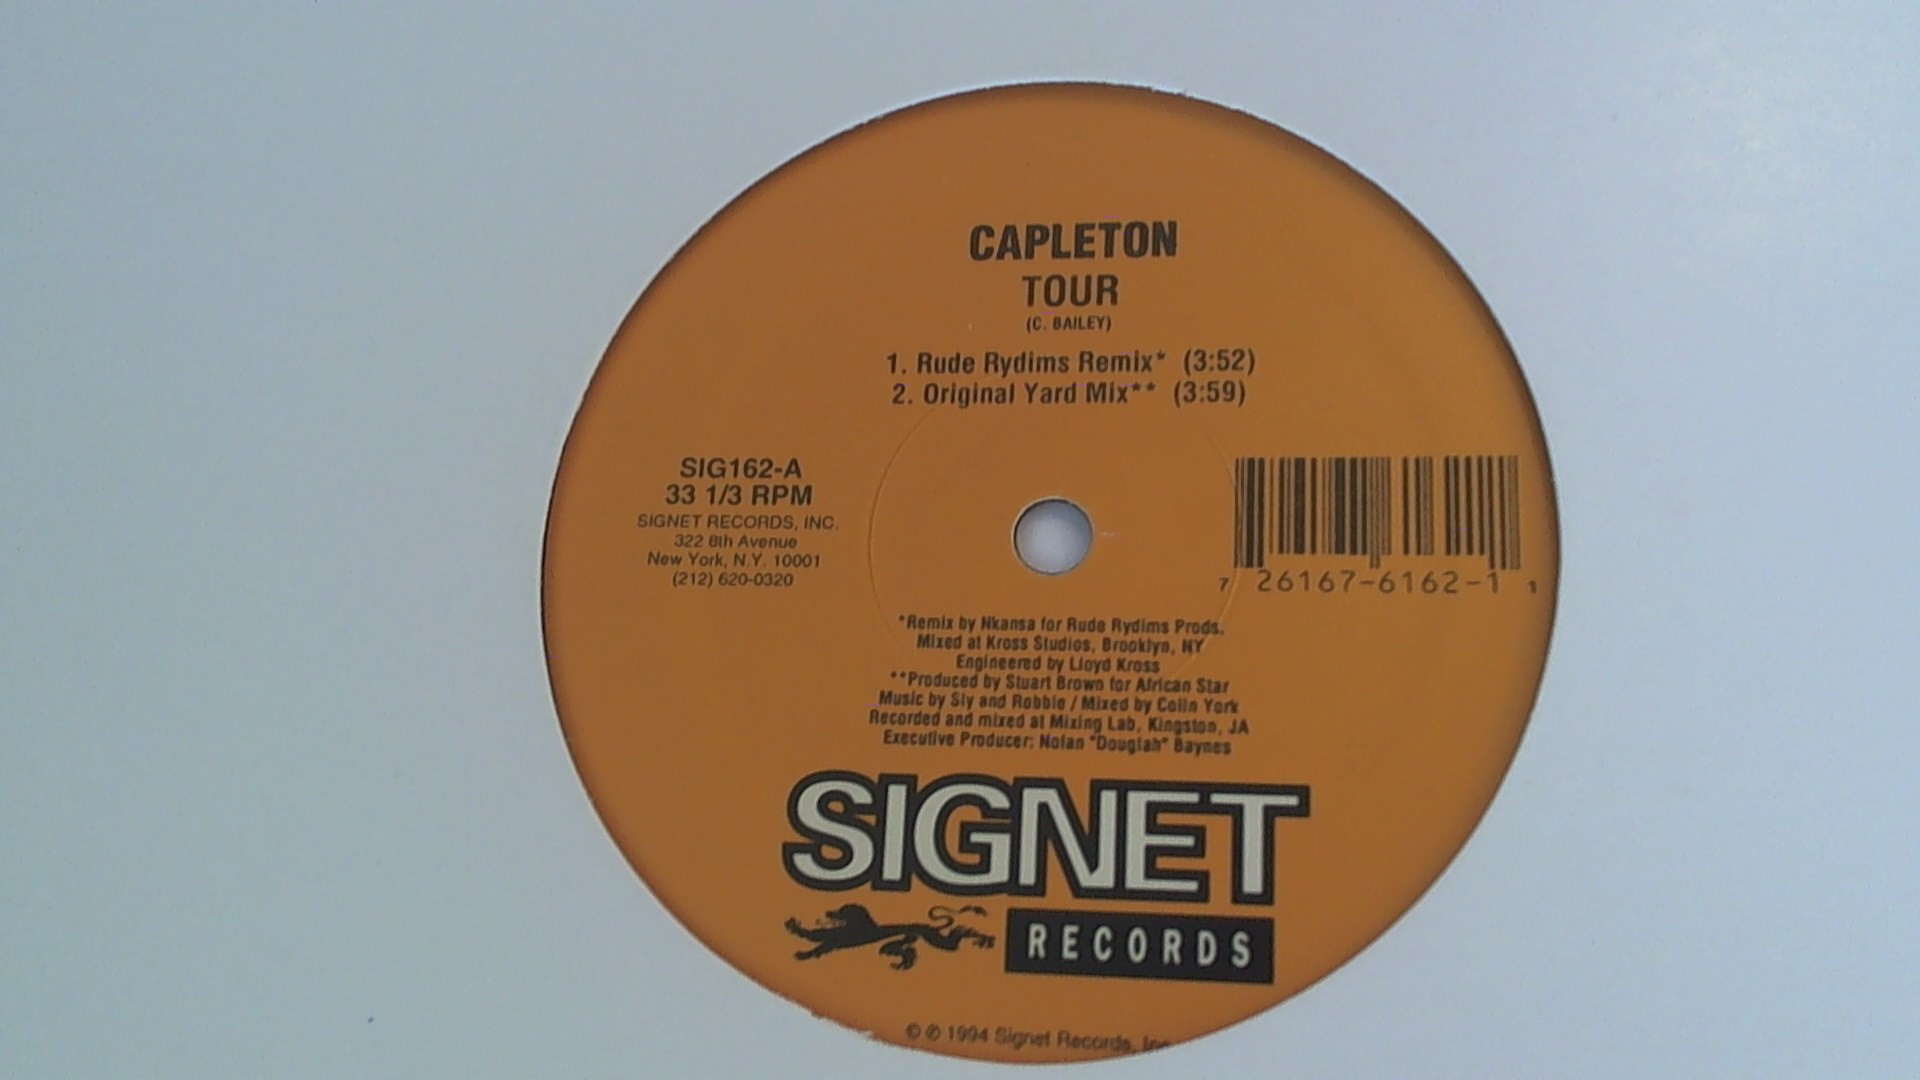 CAPLETON
TOUR
(C. BAILEY)
1. Rude Rydims Remix* (3:52)
2. Original Yard Mix** (3:59)
SIG162-A
33 1/3 RPM
SIGNET RECORDS, INC.
322 8th Avenue
New York, N.Y. 10001
(212) 620-0320
7 26167-6162-1 1
*Remix by Nkansa for Rude Rydims Prods.
Mixed at Kross Studios, Brooklyn, NY
Engineered by Lloyd Kross
**Produced by Stuart Brown for African Star
Music by Sly and Robbie / Mixed by Colin York
Recorded and mixed at Mixing Lab, Kingston, JA
Executive Producer: Nolan "Douglah" Baynes
SIGNET
RECORDS
© ℗ 1994 Signet Records, Inc